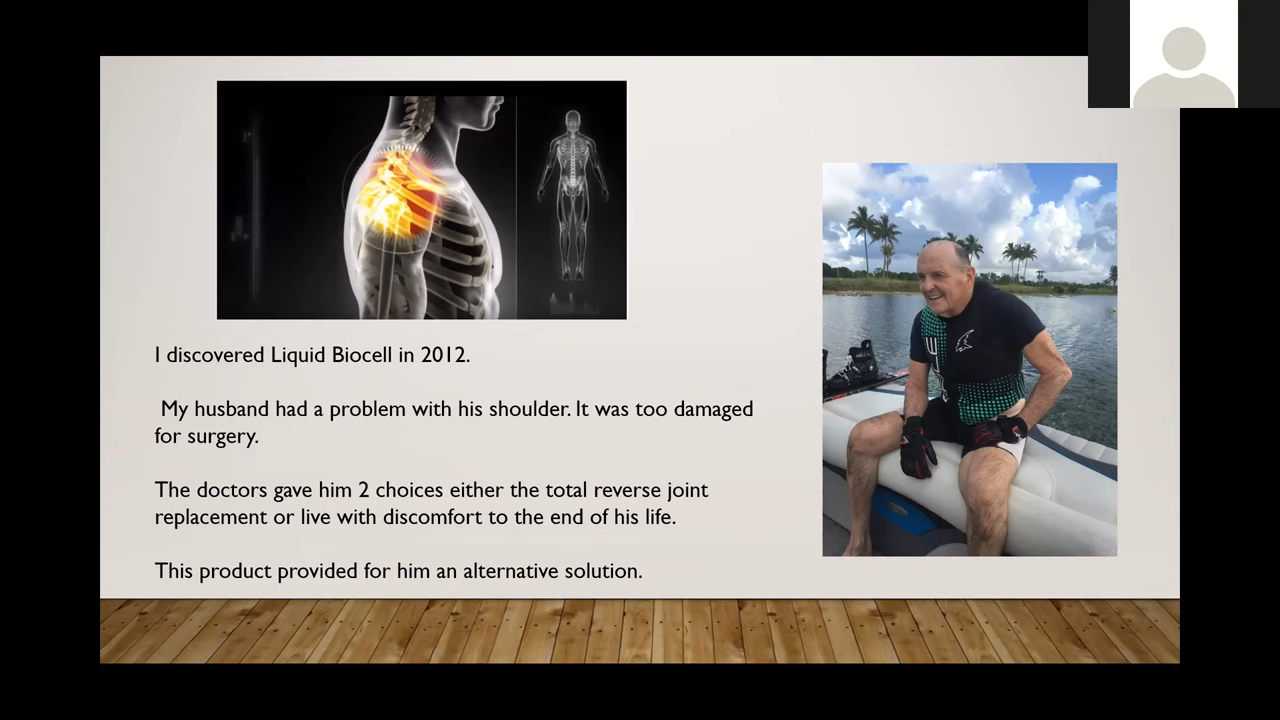 I discovered Liquid Biocell in 2012.
My husband had a problem with his shoulder. It was too damaged
for surgery.
The doctors gave him 2 choices either the total reverse joint
replacement or live with discomfort to the end of his life.
This product provided for him an alternative solution.